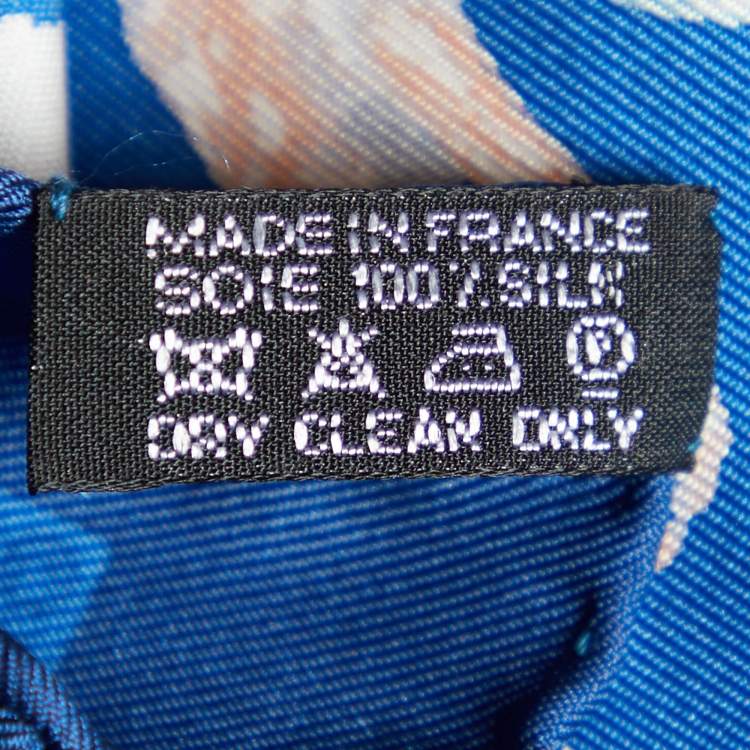 MADE IN FRANCE
SOIE 100% SILK
P
DRY CLEAN ONLY